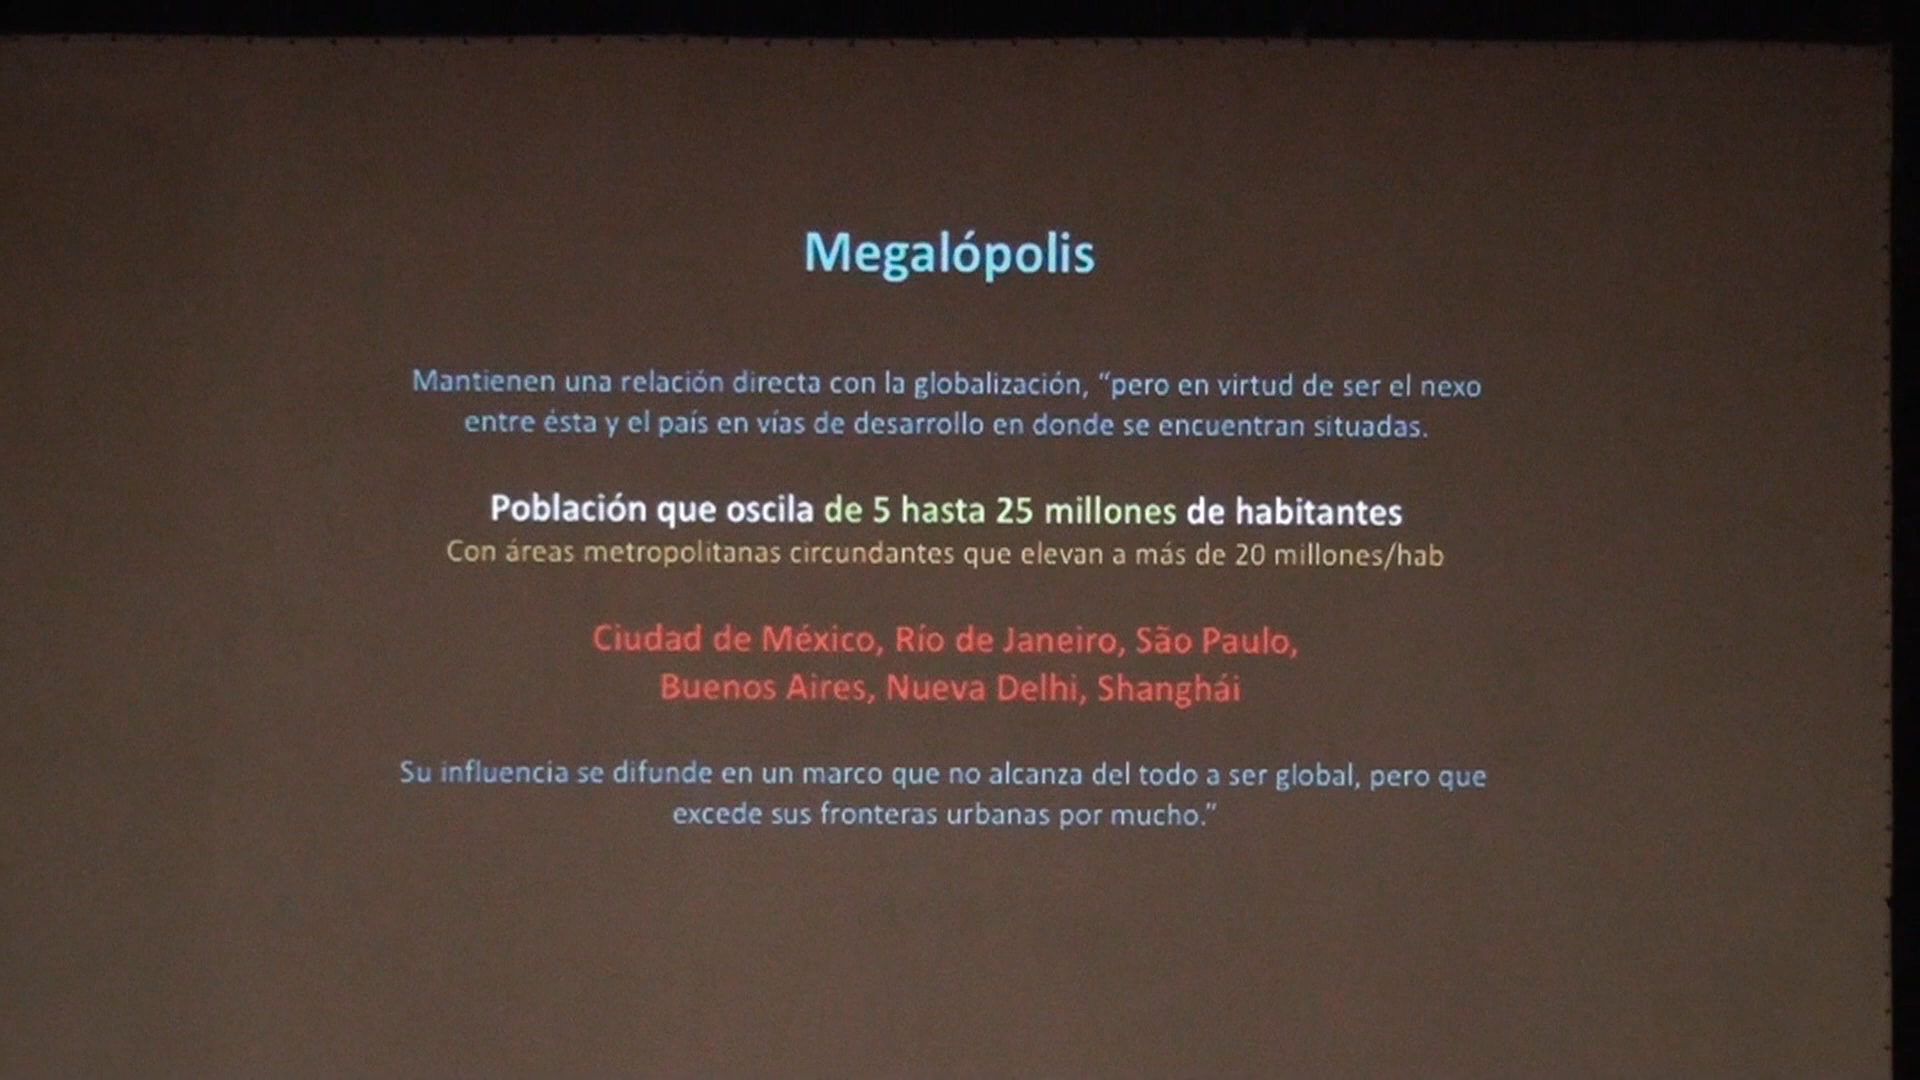 Megalópolis
Mantienen una relación directa con la globalización, “pero en virtud de ser el nexo
entre ésta y el país en vías de desarrollo en donde se encuentran situadas.
Población que oscila de 5 hasta 25 millones de habitantes
Con áreas metropolitanas circundantes que elevan a más de 20 millones/hab
Ciudad de México, Río de Janeiro, São Paulo,
Buenos Aires, Nueva Delhi, Shanghái
Su influencia se difunde en un marco que no alcanza del todo a ser global, pero que
excede sus fronteras urbanas por mucho.”